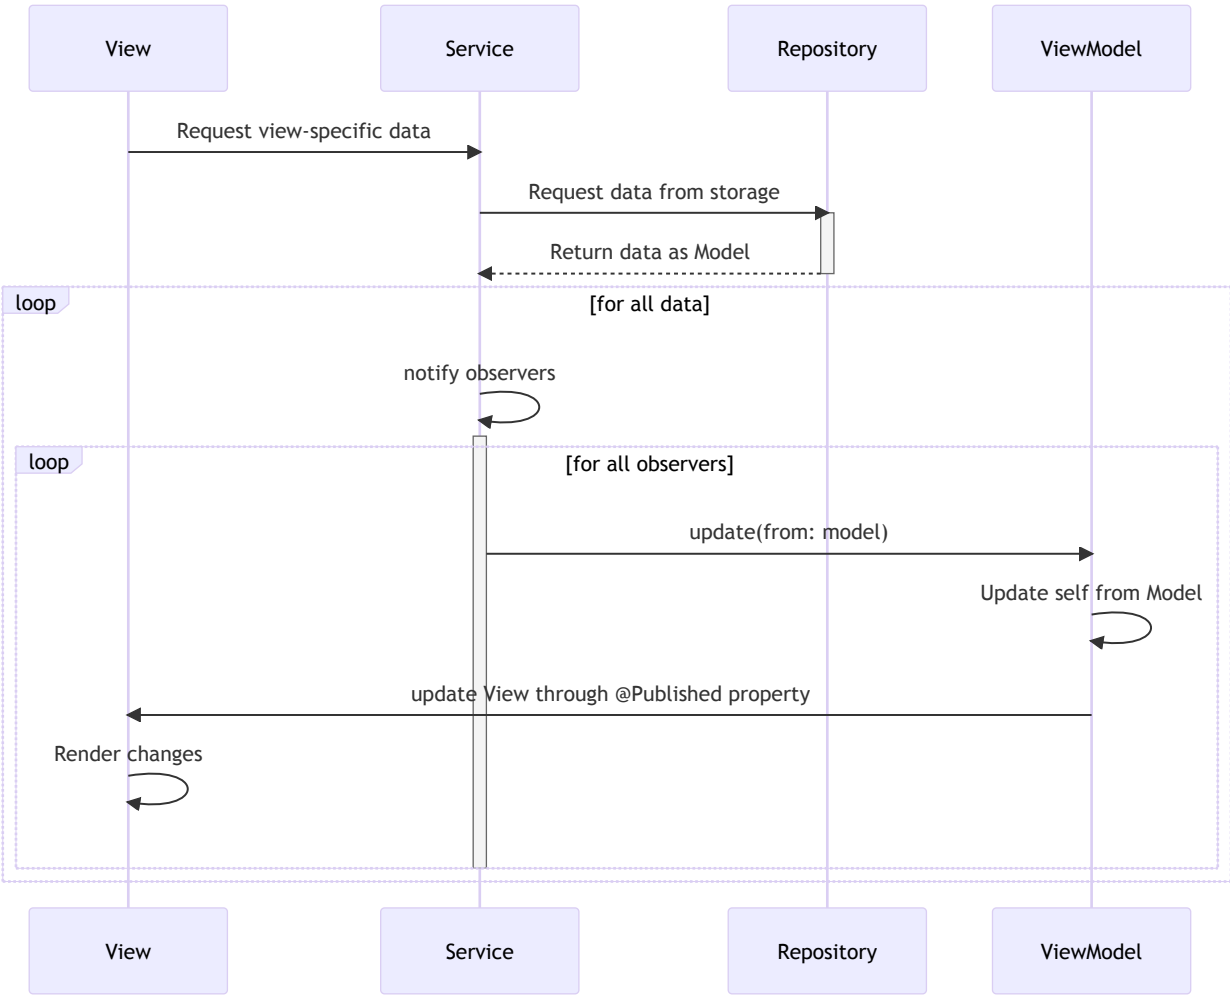 View
Service
Repository
ViewModel
Request view-specific data
Request data from storage
Return data as Model
loop
[for all data]
notify observers
loop
[for all observers]
update(from: model)
Update self from Model
update View through @Published property
Render changes
View
Service
Repository
ViewModel